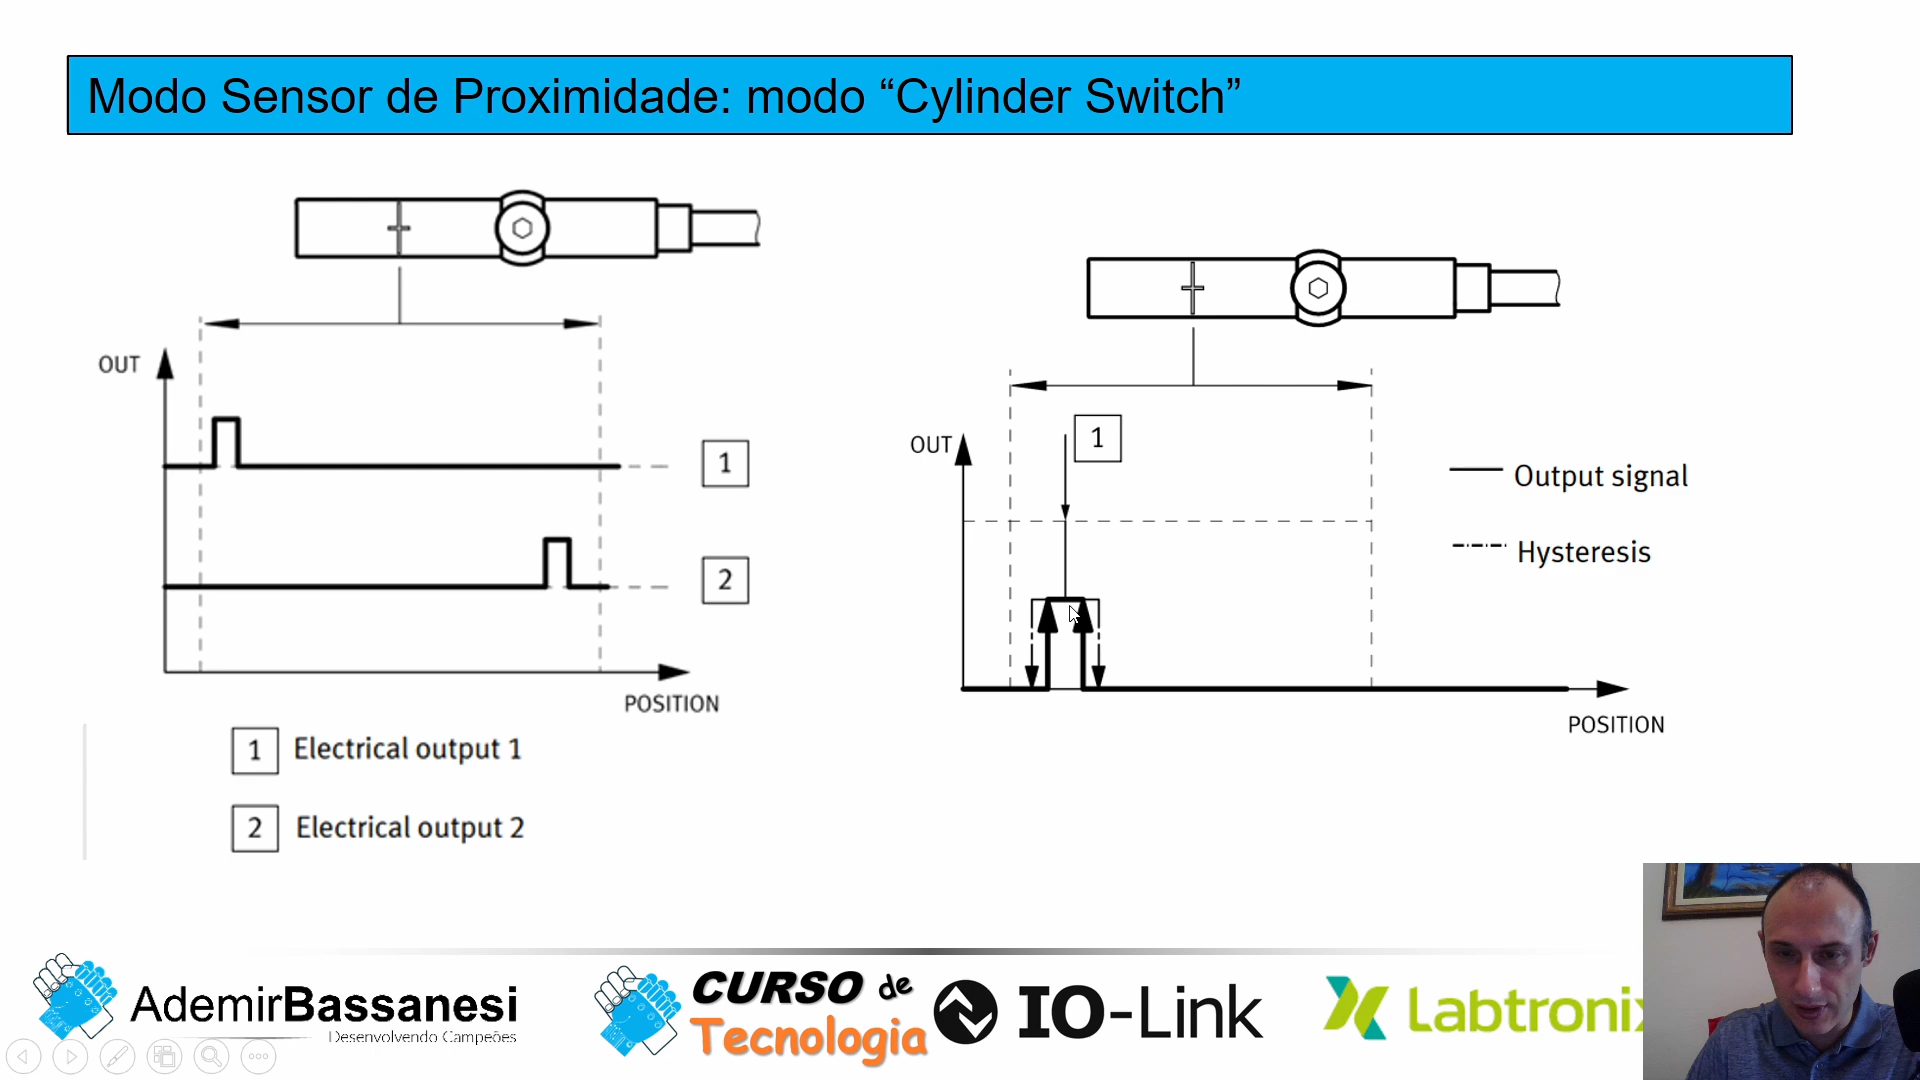 Modo Sensor de Proximidade: modo “Cylinder Switch”
OUT
1
2
POSITION
1 Electrical output 1
2 Electrical output 2
1
OUT
Output signal
Hysteresis
POSITION
AdemirBassanesi
Desenvolvendo Campeões
CURSO de
Tecnologia
IO-Link
Labtronix